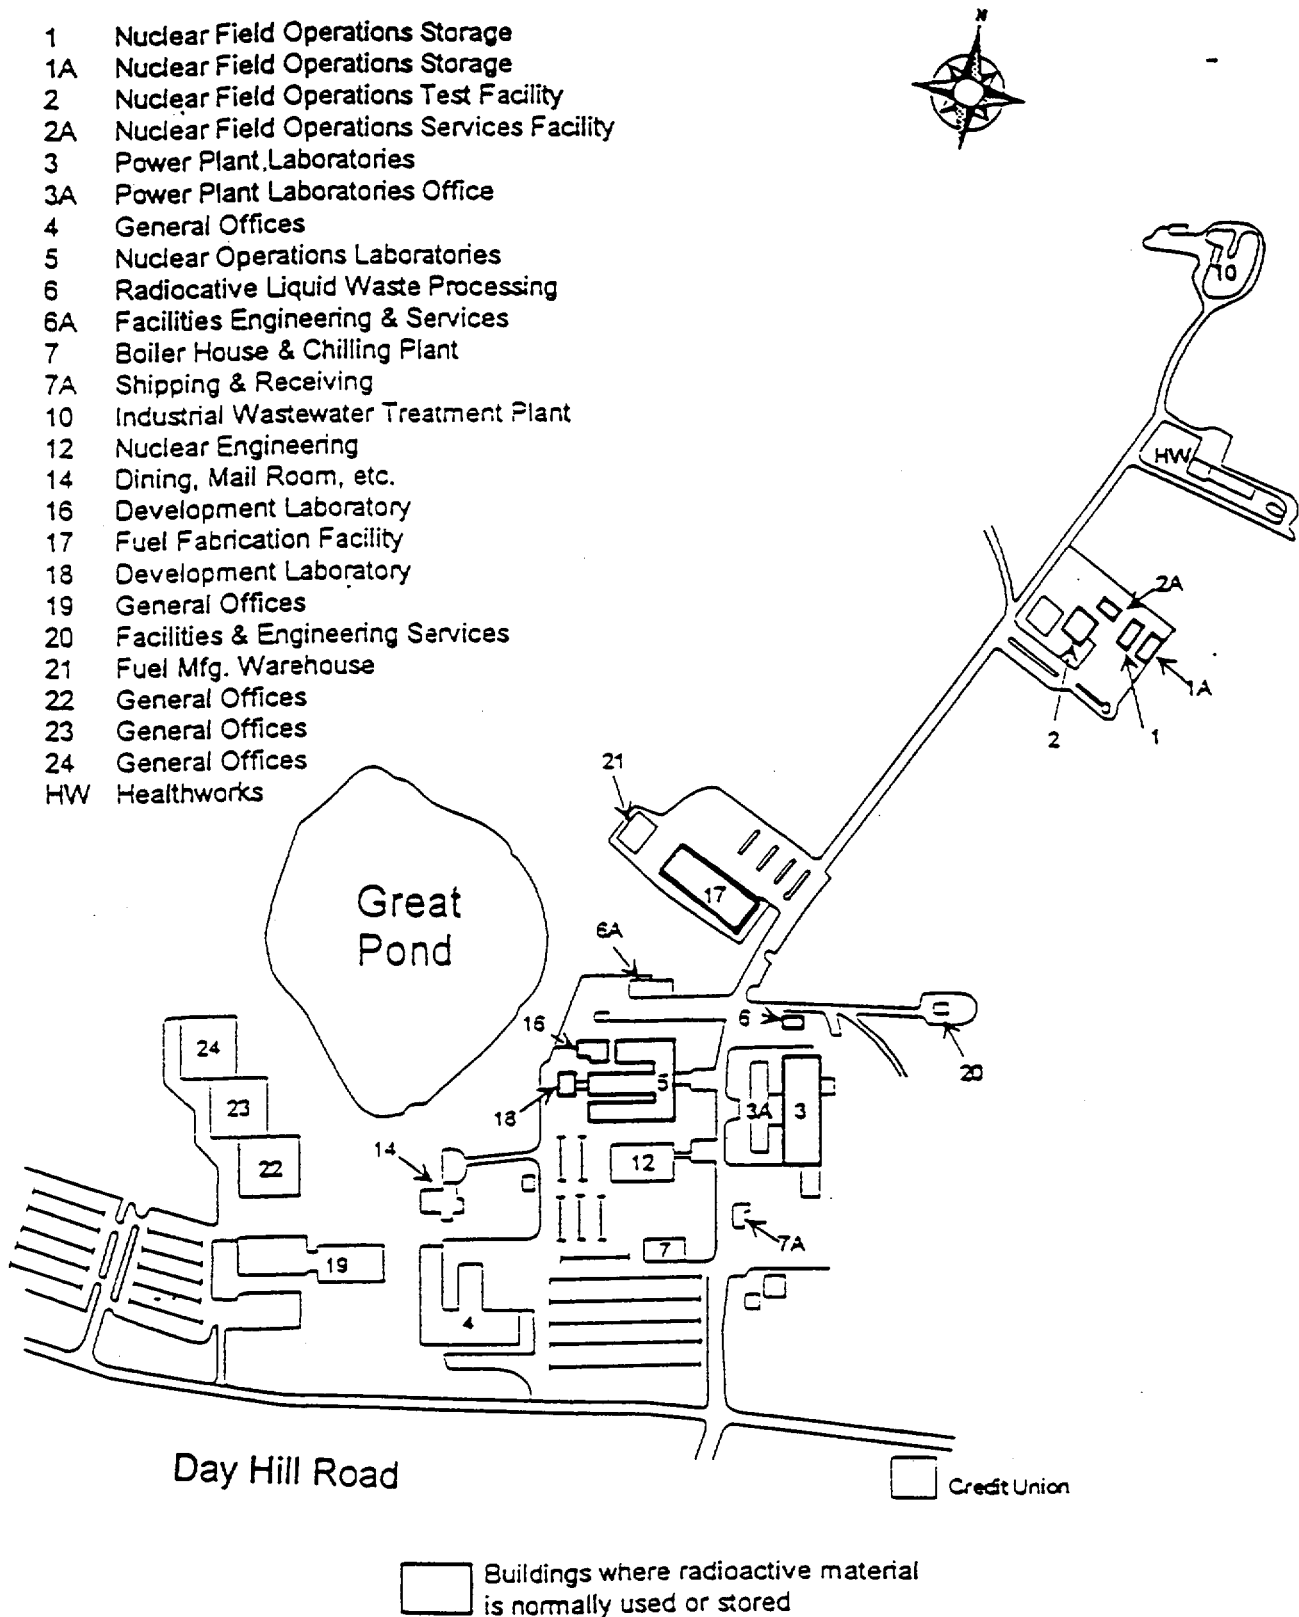 1 Nuclear Field Operations Storage
1A Nuclear Field Operations Storage
2 Nuclear Field Operations Test Facility
2A Nuclear Field Operations Services Facility
3 Power Plant Laboratories
3A Power Plant Laboratories Office
4 General Offices
5 Nuclear Operations Laboratories
6 Radiocative Liquid Waste Processing
6A Facilities Engineering & Services
7 Boiler House & Chilling Plant
7A Shipping & Receiving
10 Industrial Wastewater Treatment Plant
12 Nuclear Engineering
14 Dining, Mail Room, etc.
16 Development Laboratory
17 Fuel Fabrication Facility
18 Development Laboratory
19 General Offices
20 Facilities & Engineering Services
21 Fuel Mfg. Warehouse
22 General Offices
23 General Offices
24 General Offices
HW Healthworks
N
10
HW
2A
1A
2
1
21
17
Great
Pond
6A
6
16
20
24
5
23
18
3A
3
14
12
22
7A
7
19
4
Day Hill Road
Credit Union
Buildings where radioactive material
is normally used or stored